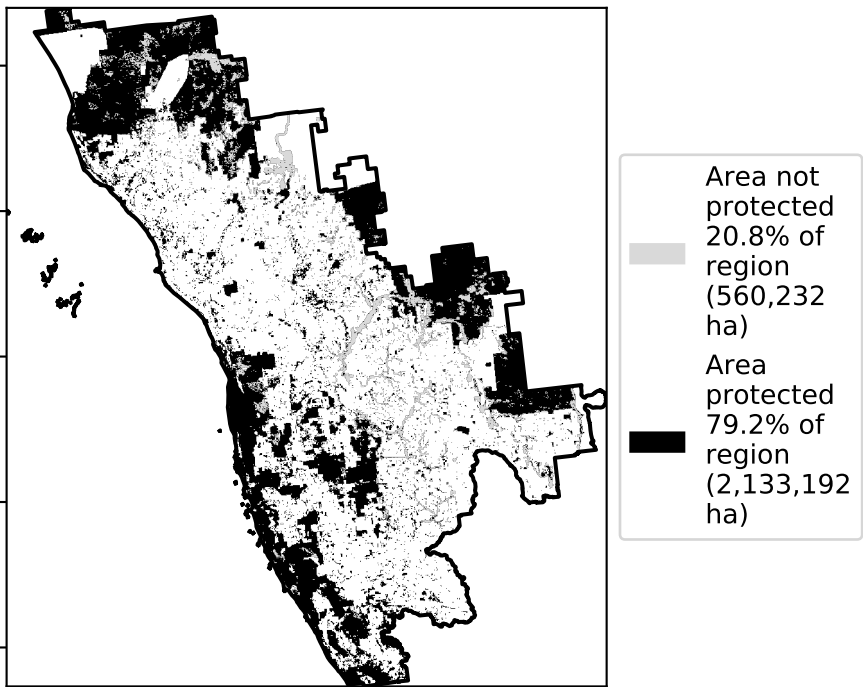 Area not
protected
20.8% of
region
(560,232
ha)
Area
protected
79.2% of
region
(2,133,192
ha)